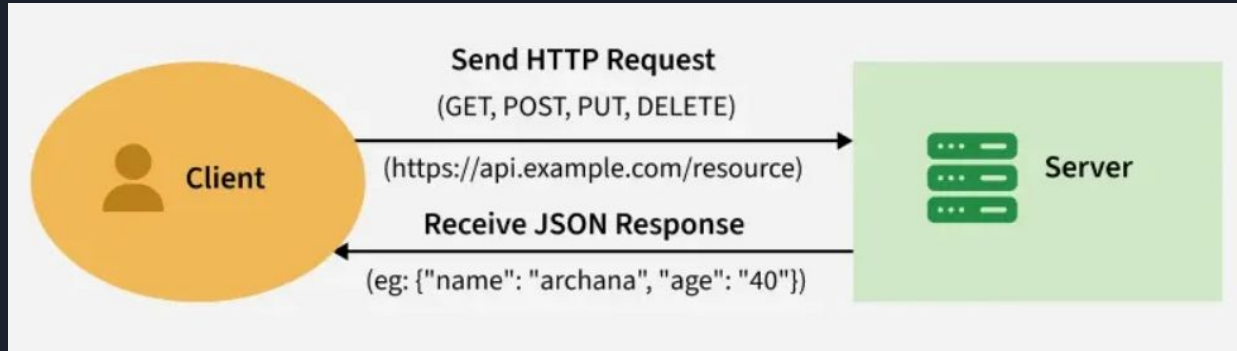 Send HTTP Request
(GET, POST, PUT, DELETE)
(https://api.example.com/resource)
Client
Server
Receive JSON Response
(eg: {"name": "archana", "age": "40"})